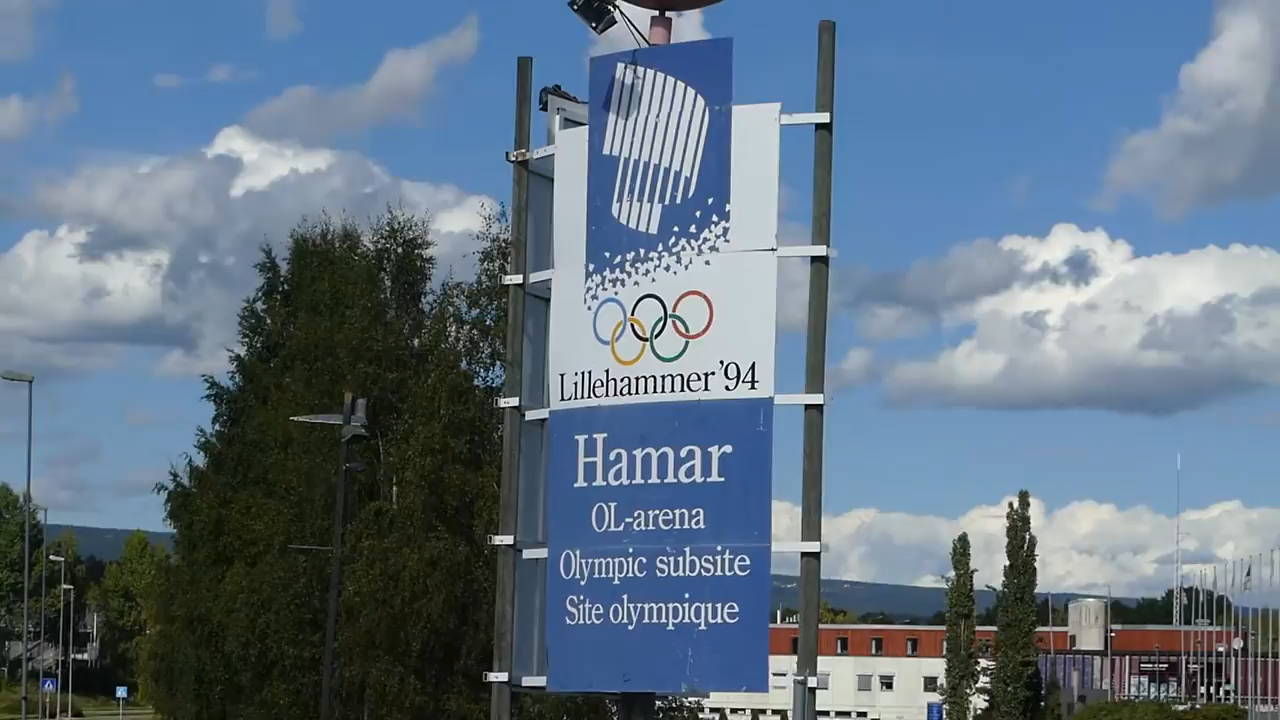 Lillehammer '94
Hamar
OL-arena
Olympic subsite
Site olympique